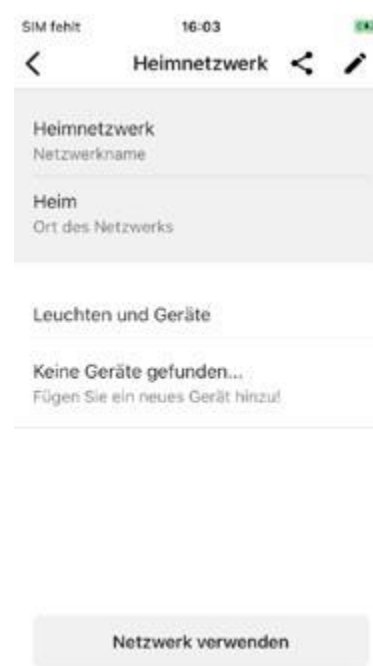 SIM fehlt 16:03
Heimnetzwerk
Heimnetzwerk
Netzwerkname
Heim
Ort des Netzwerks
Leuchten und Geräte
Keine Geräte gefunden...
Fügen Sie ein neues Gerät hinzu!
Netzwerk verwenden